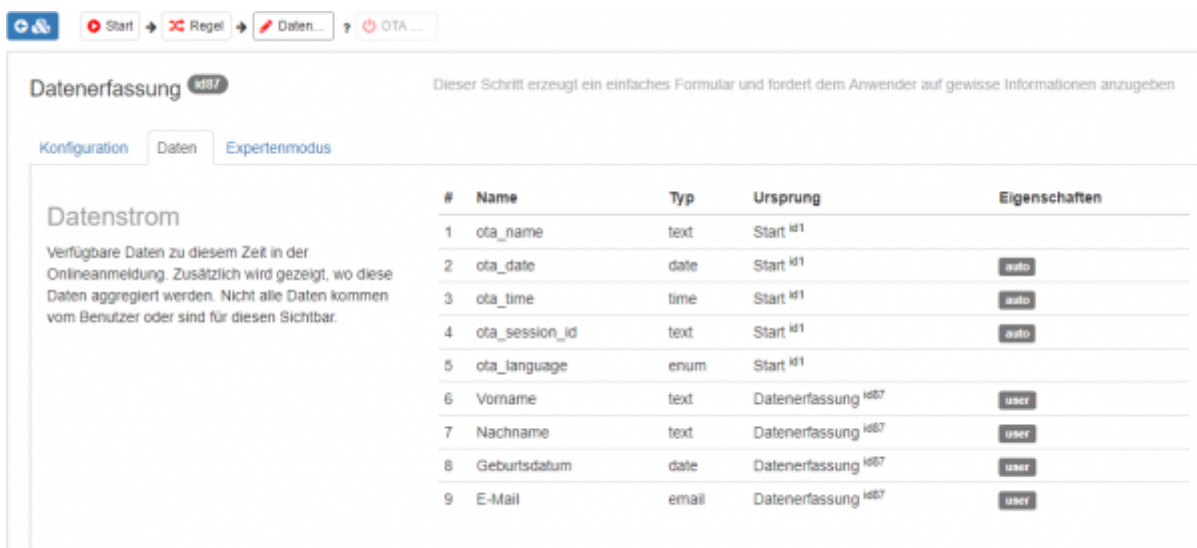 Start Regel Daten... ? OTA ...
Datenerfassung id87
Dieser Schritt erzeugt ein einfaches Formular und fordert dem Anwender auf gewisse Informationen anzugeben
Konfiguration Daten Expertenmodus
Datenstrom
Verfügbare Daten zu diesem Zeit in der
Onlineanmeldung. Zusätzlich wird gezeigt, wo diese
Daten aggregiert werden. Nicht alle Daten kommen
vom Benutzer oder sind für diesen Sichtbar.
# Name Typ Ursprung Eigenschaften
1 ota_name text Start id1
2 ota_date date Start id1 auto
3 ota_time time Start id1 auto
4 ota_session_id text Start id1 auto
5 ota_language enum Start id1
6 Vorname text Datenerfassung id87 user
7 Nachname text Datenerfassung id87 user
8 Geburtsdatum date Datenerfassung id87 user
9 E-Mail email Datenerfassung id87 user